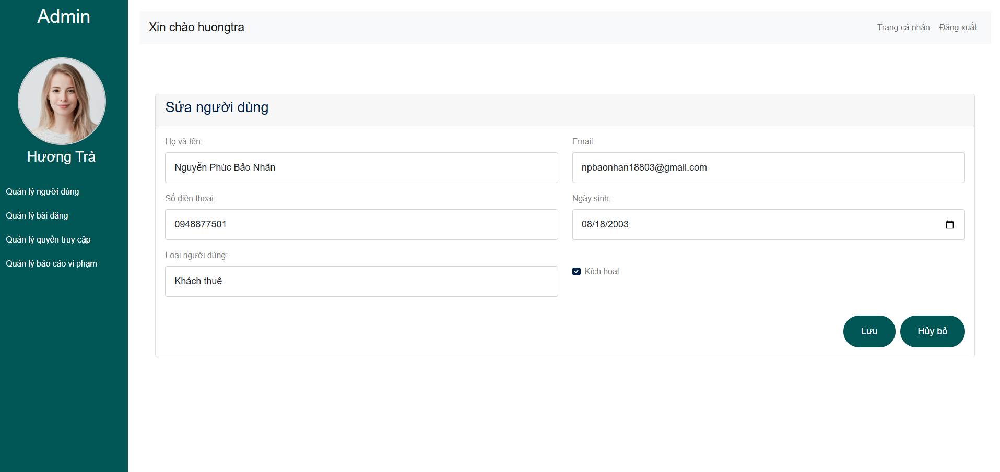 Admin
Hương Trà
Quản lý người dùng
Quản lý bài đăng
Quản lý quyền truy cập
Quản lý báo cáo vi phạm
Xin chào huongtra
Trang cá nhân Đăng xuất
Sửa người dùng
Họ và tên:
Nguyễn Phúc Bảo Nhân
Email:
npbaonhan18803@gmail.com
Số điện thoại:
0948877501
Ngày sinh:
08/18/2003
Loại người dùng:
Khách thuê
Kích hoạt
Lưu
Hủy bỏ